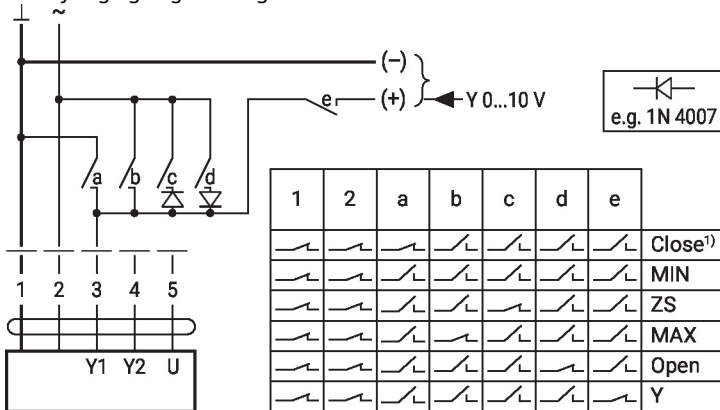 ⊥ ~
(−)
e (+) Y 0...10 V
e.g. 1N 4007
a b c d
1 2 a b c d e
Close1)
MIN
ZS
MAX
Open
Y
1 2 3 4 5
Y1 Y2 U